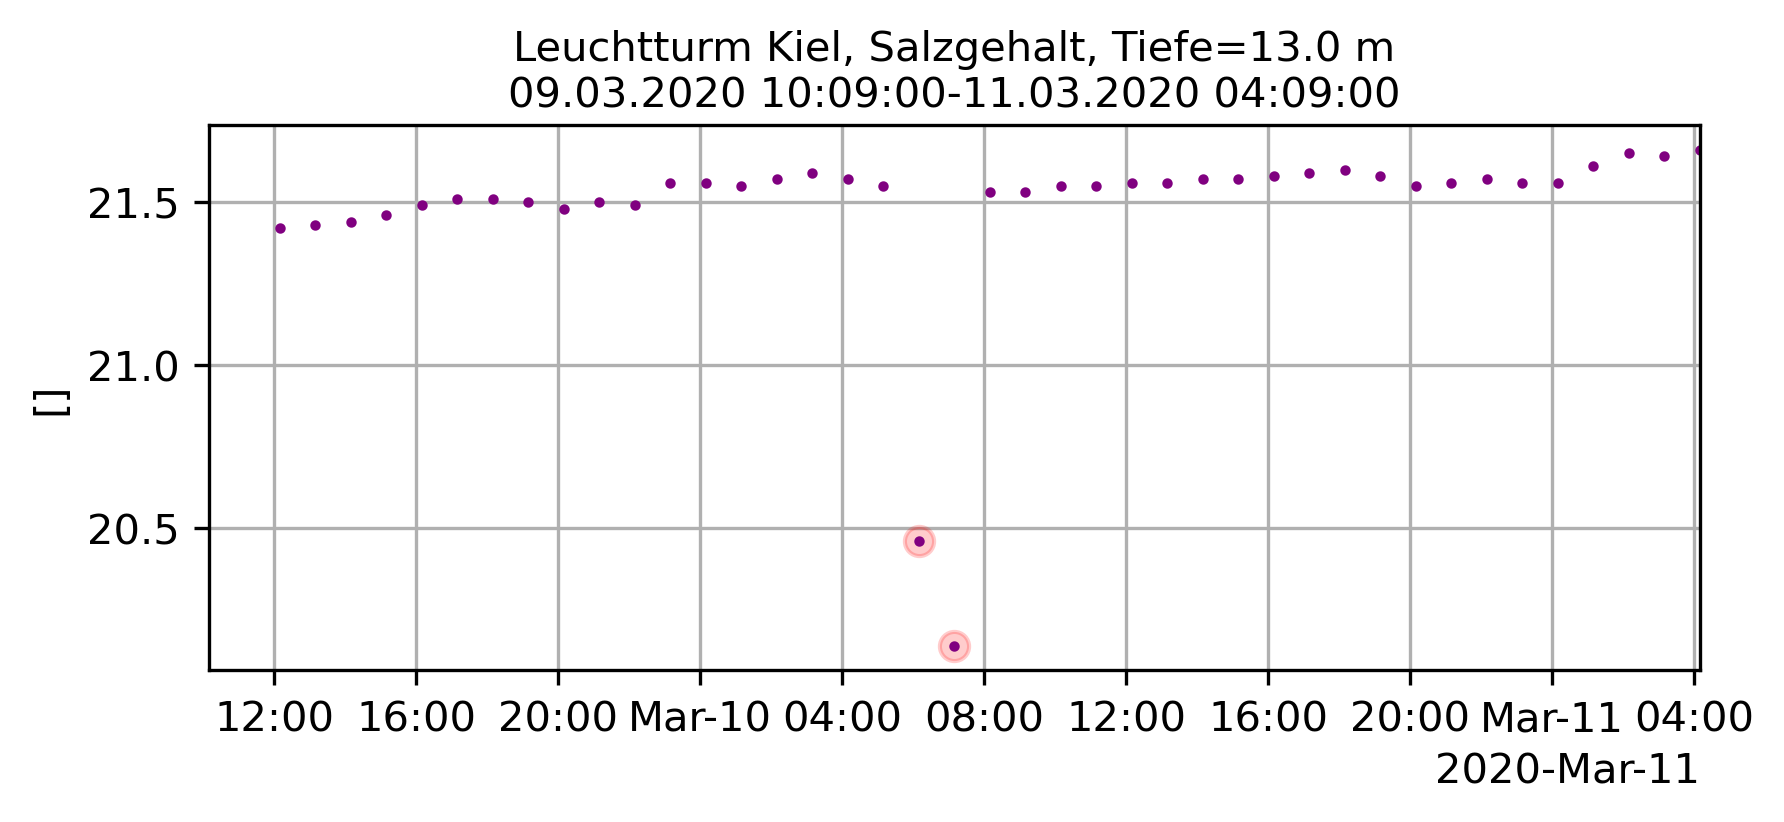 Leuchtturm Kiel, Salzgehalt, Tiefe=13.0 m
09.03.2020 10:09:00-11.03.2020 04:09:00
21.5
21.0
20.5
[]
12:00 16:00 20:00 Mar-10 04:00 08:00 12:00 16:00 20:00 Mar-11 04:00
2020-Mar-11